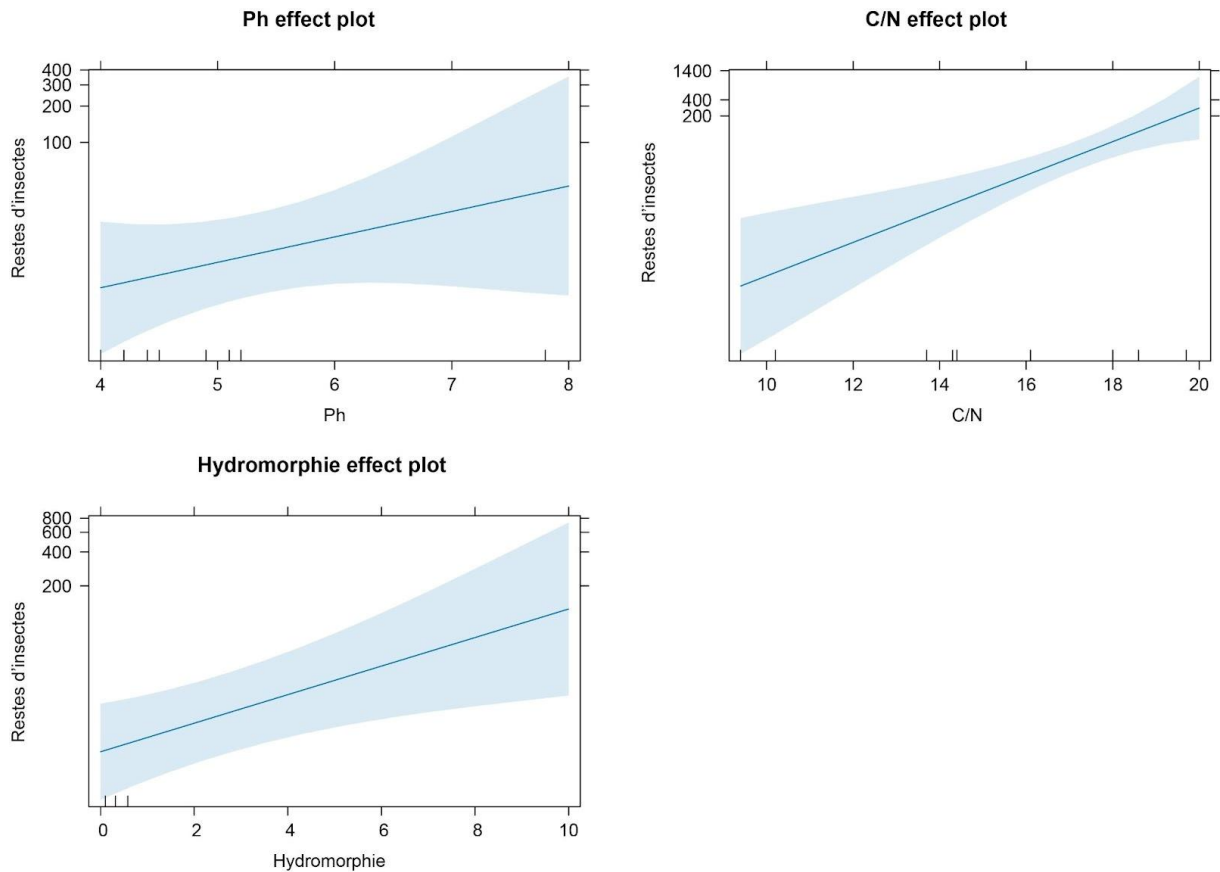 Ph effect plot
400
300
200
100
Restes d'insectes
4 5 6 7 8
Ph
C/N effect plot
1400
400
200
Restes d'insectes
10 12 14 16 18 20
C/N
Hydromorphie effect plot
800
600
400
200
Restes d'insectes
0 2 4 6 8 10
Hydromorphie